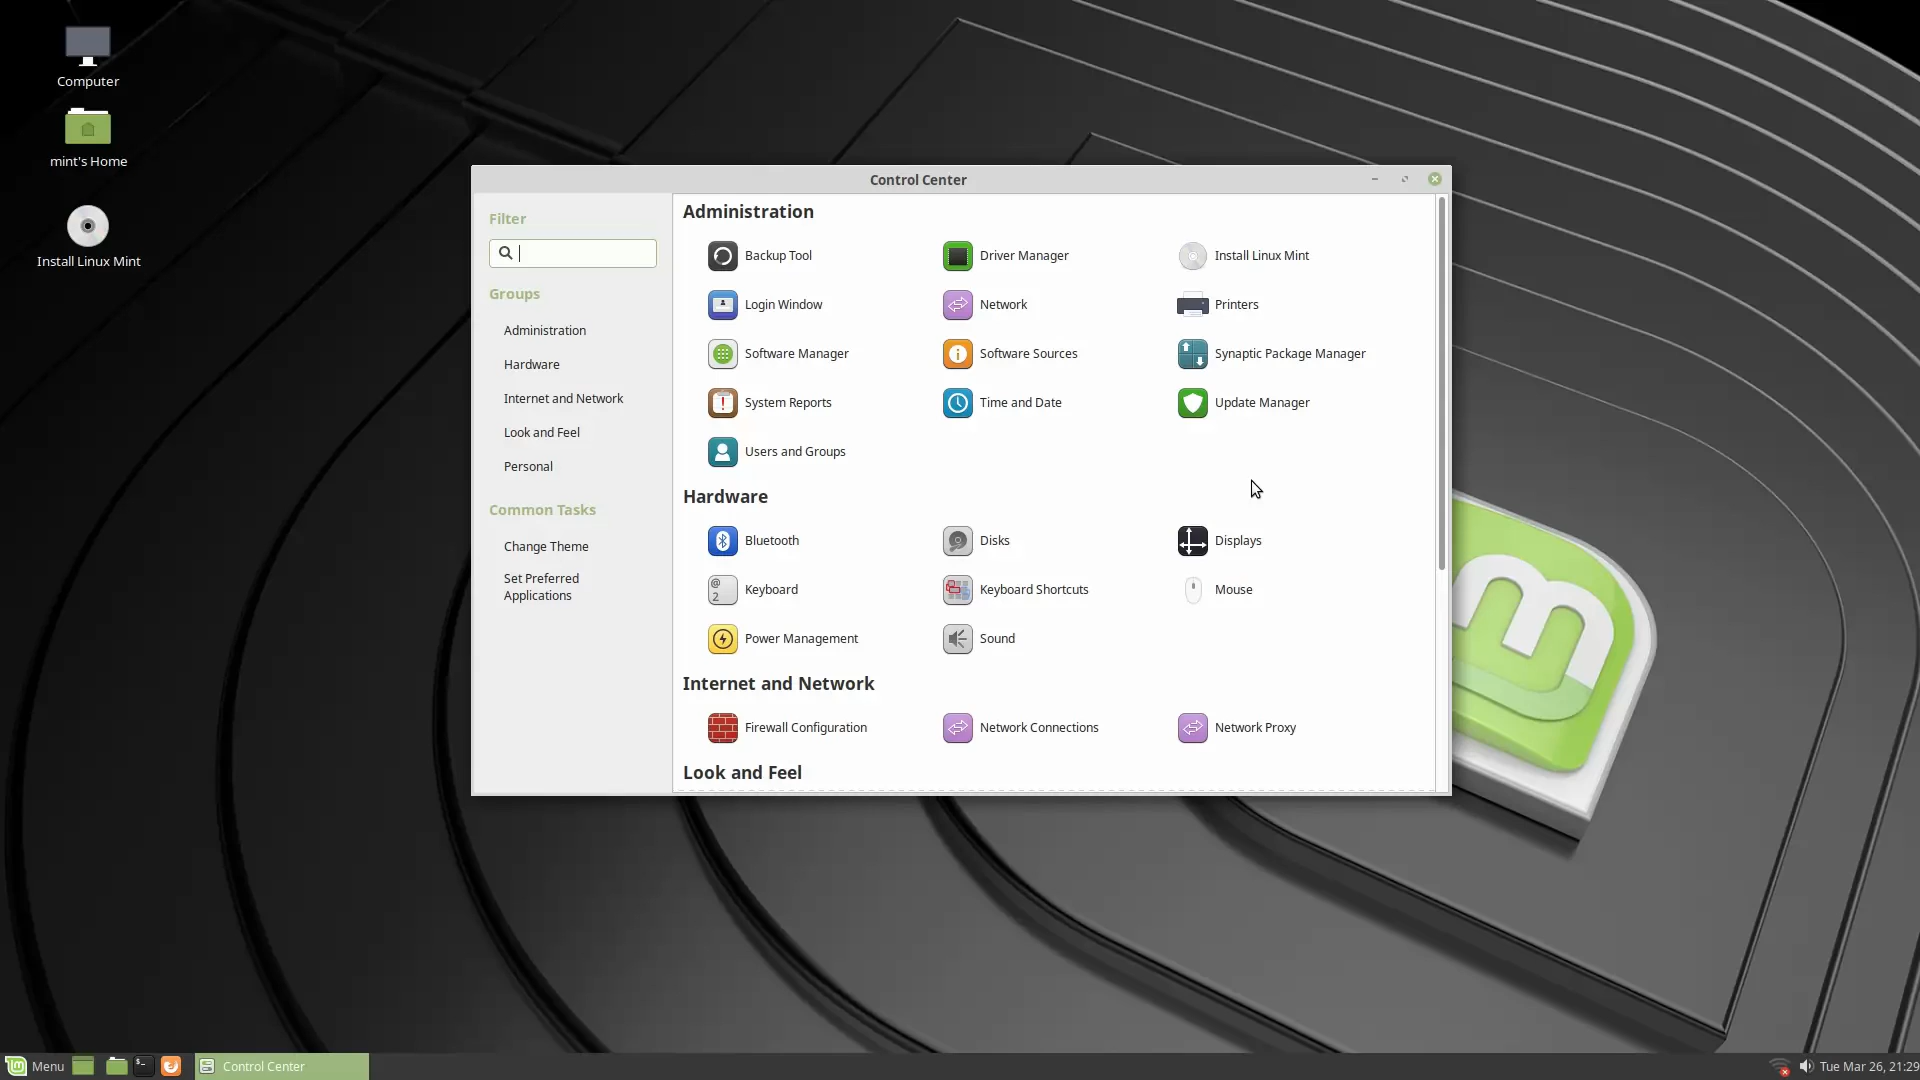 Computer
mint's Home
Install Linux Mint
Control Center
Filter
Groups
Administration
Hardware
Internet and Network
Look and Feel
Personal
Common Tasks
Change Theme
Set Preferred
Applications
Administration
Backup Tool
Driver Manager
Install Linux Mint
Login Window
Network
Printers
Software Manager
Software Sources
Synaptic Package Manager
System Reports
Time and Date
Update Manager
Users and Groups
Hardware
Bluetooth
Disks
Displays
Keyboard
Keyboard Shortcuts
Mouse
Power Management
Sound
Internet and Network
Firewall Configuration
Network Connections
Network Proxy
Look and Feel
Menu
Control Center
Tue Mar 26, 21:29